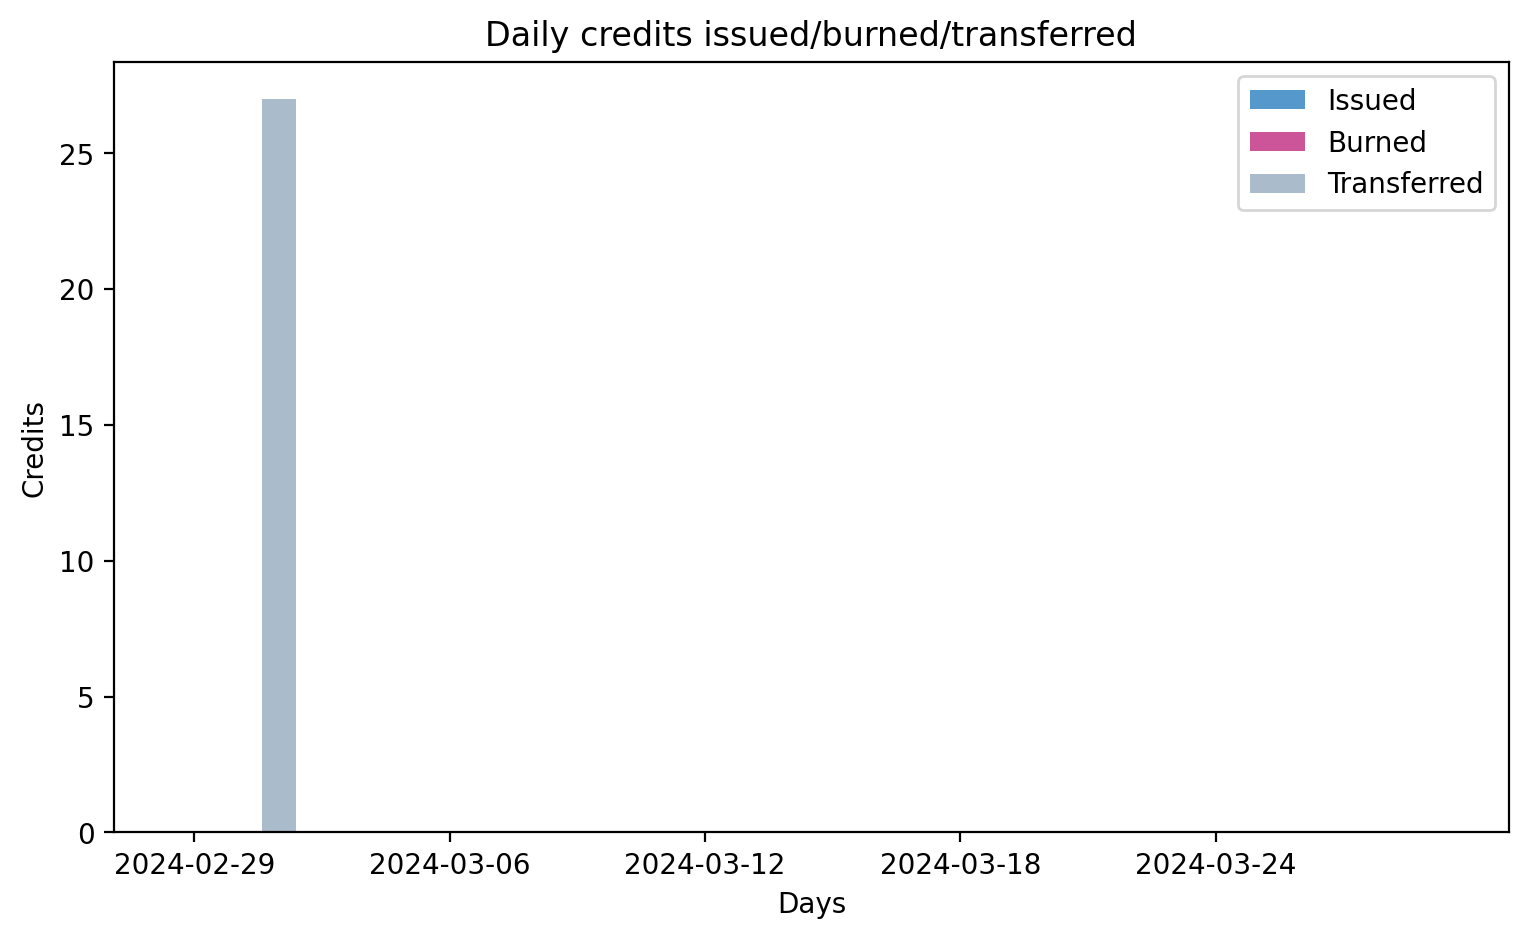 Daily credits issued/burned/transferred
Issued
Burned
Transferred
25
20
15
10
5
0
Credits
2024-02-29
2024-03-06
2024-03-12
2024-03-18
2024-03-24
Days